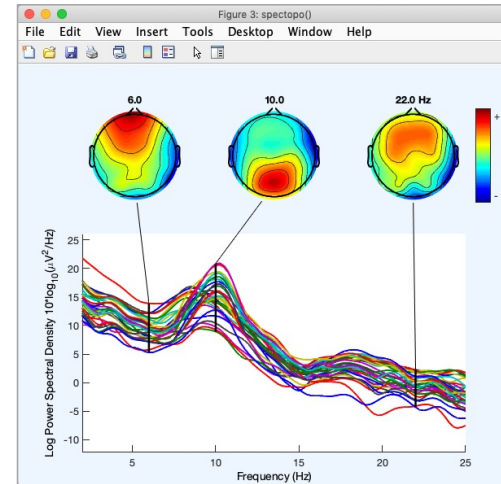 Figure 3: spectopo()
File Edit View Insert Tools Desktop Window Help
6.0 10.0 22.0 Hz
+
-
Log Power Spectral Density 10*log10(μV2/Hz)
25
20
15
10
5
0
-5
-10
5 10 15 20 25
Frequency (Hz)